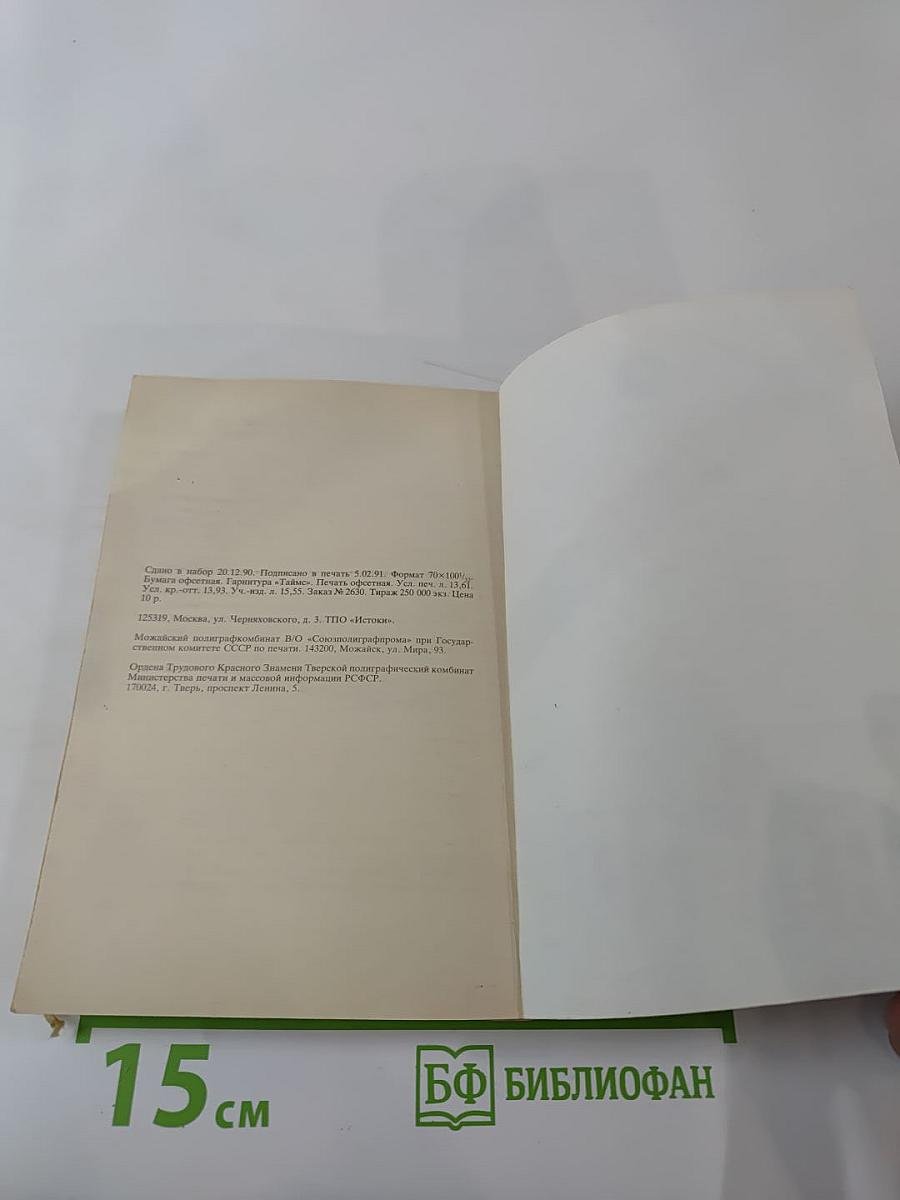 Сдано в набор 20.12.90. Подписано в печать 5.02.91. Формат 70×100¹/₃₂.
Бумага офсетная. Гарнитура «Таймс». Печать офсетная. Усл. печ. л. 13,61.
Усл. кр.-отт. 13,93. Уч.-изд. л. 15,55. Заказ № 2630. Тираж 250 000 экз. Цена
10 р.
125319, Москва, ул. Черняховского, д. 3. ТПО «Истоки».
Можайский полиграфкомбинат В/О «Союзполиграфпрома» при Государ-
ственном комитете СССР по печати. 143200, Можайск, ул. Мира, 93.
Ордена Трудового Красного Знамени Тверской полиграфический комбинат
Министерства печати и массовой информации РСФСР.
170024, г. Тверь, проспект Ленина, 5.
15 см
БФ БИБЛИОФАН